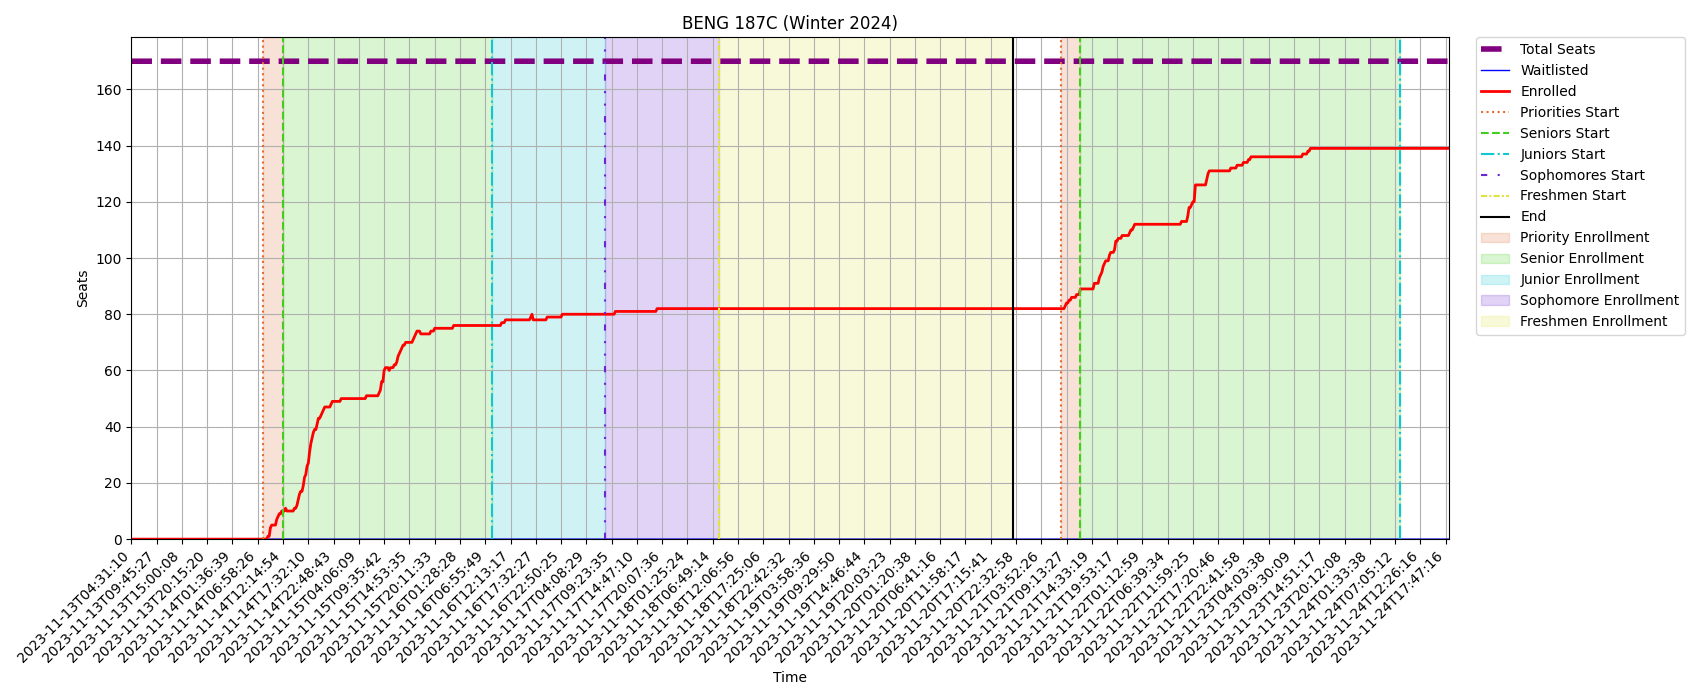 BENG 187C (Winter 2024)
Seats
160
140
120
100
80
60
40
20
0
2023-11-13T04:31:10
2023-11-13T09:45:27
2023-11-13T15:00:08
2023-11-13T20:15:20
2023-11-14T01:36:39
2023-11-14T06:58:26
2023-11-14T12:14:54
2023-11-14T17:32:10
2023-11-14T22:48:43
2023-11-15T04:06:09
2023-11-15T09:35:42
2023-11-15T14:53:35
2023-11-15T20:11:33
2023-11-16T01:28:28
2023-11-16T06:55:49
2023-11-16T12:13:17
2023-11-16T17:32:27
2023-11-16T22:50:25
2023-11-17T04:08:29
2023-11-17T09:23:35
2023-11-17T14:47:10
2023-11-17T20:07:36
2023-11-18T01:25:24
2023-11-18T06:49:14
2023-11-18T12:06:56
2023-11-18T17:25:06
2023-11-18T22:42:32
2023-11-19T03:58:36
2023-11-19T09:29:50
2023-11-19T14:46:44
2023-11-19T20:03:23
2023-11-20T01:20:38
2023-11-20T06:41:16
2023-11-20T11:58:17
2023-11-20T17:15:41
2023-11-20T22:32:58
2023-11-21T03:52:26
2023-11-21T09:13:27
2023-11-21T14:33:19
2023-11-21T19:53:17
2023-11-22T01:12:59
2023-11-22T06:39:34
2023-11-22T11:59:25
2023-11-22T17:20:46
2023-11-22T22:41:58
2023-11-23T04:03:38
2023-11-23T09:30:09
2023-11-23T14:51:17
2023-11-23T20:12:08
2023-11-24T01:33:38
2023-11-24T07:05:12
2023-11-24T12:26:16
2023-11-24T17:47:16
Time
Total Seats
Waitlisted
Enrolled
Priorities Start
Seniors Start
Juniors Start
Sophomores Start
Freshmen Start
End
Priority Enrollment
Senior Enrollment
Junior Enrollment
Sophomore Enrollment
Freshmen Enrollment